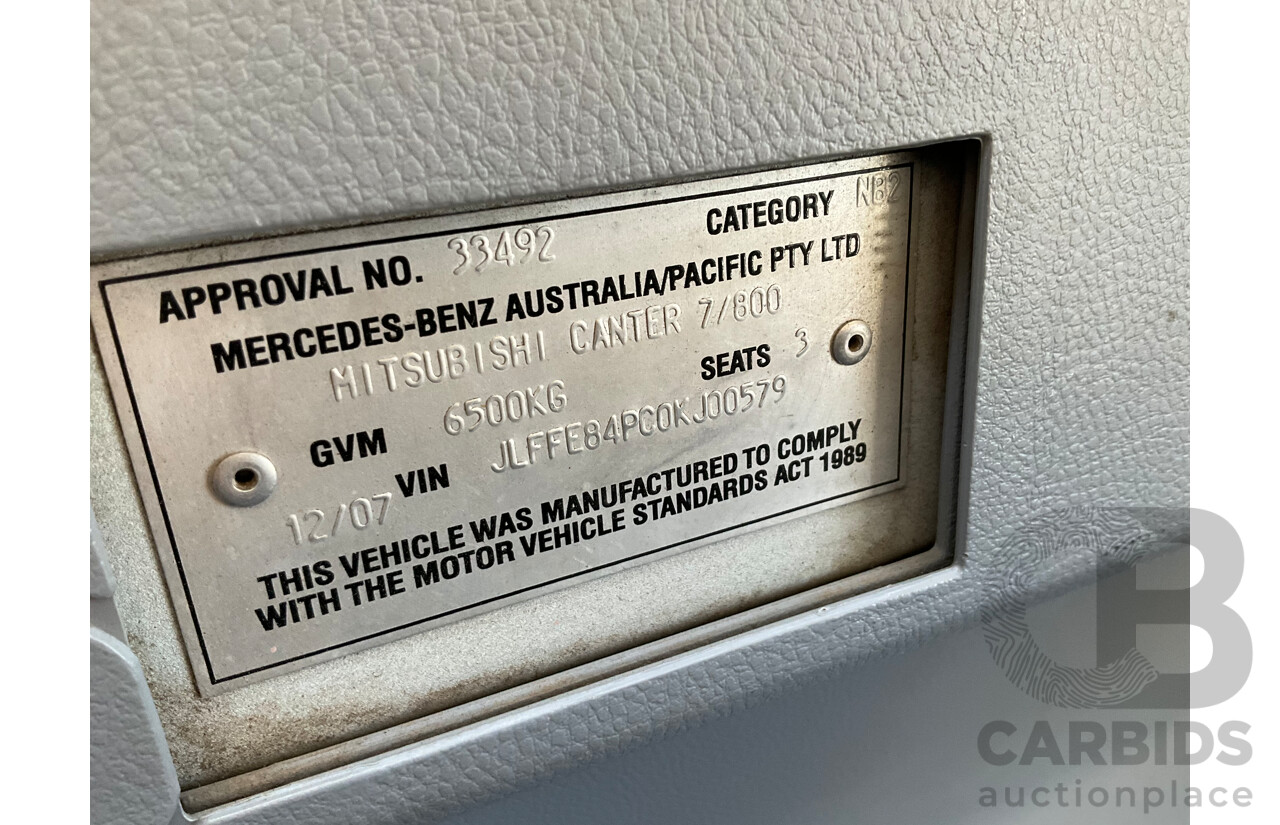 APPROVAL NO. 33492 CATEGORY NB2
MERCEDES-BENZ AUSTRALIA/PACIFIC PTY LTD
MITSUBISHI CANTER 7/800
GVM 6500KG SEATS 3
12/07 VIN JLFFE84PC0KJ00579
THIS VEHICLE WAS MANUFACTURED TO COMPLY
WITH THE MOTOR VEHICLE STANDARDS ACT 1989
CB
CARBIDS
auctionplace